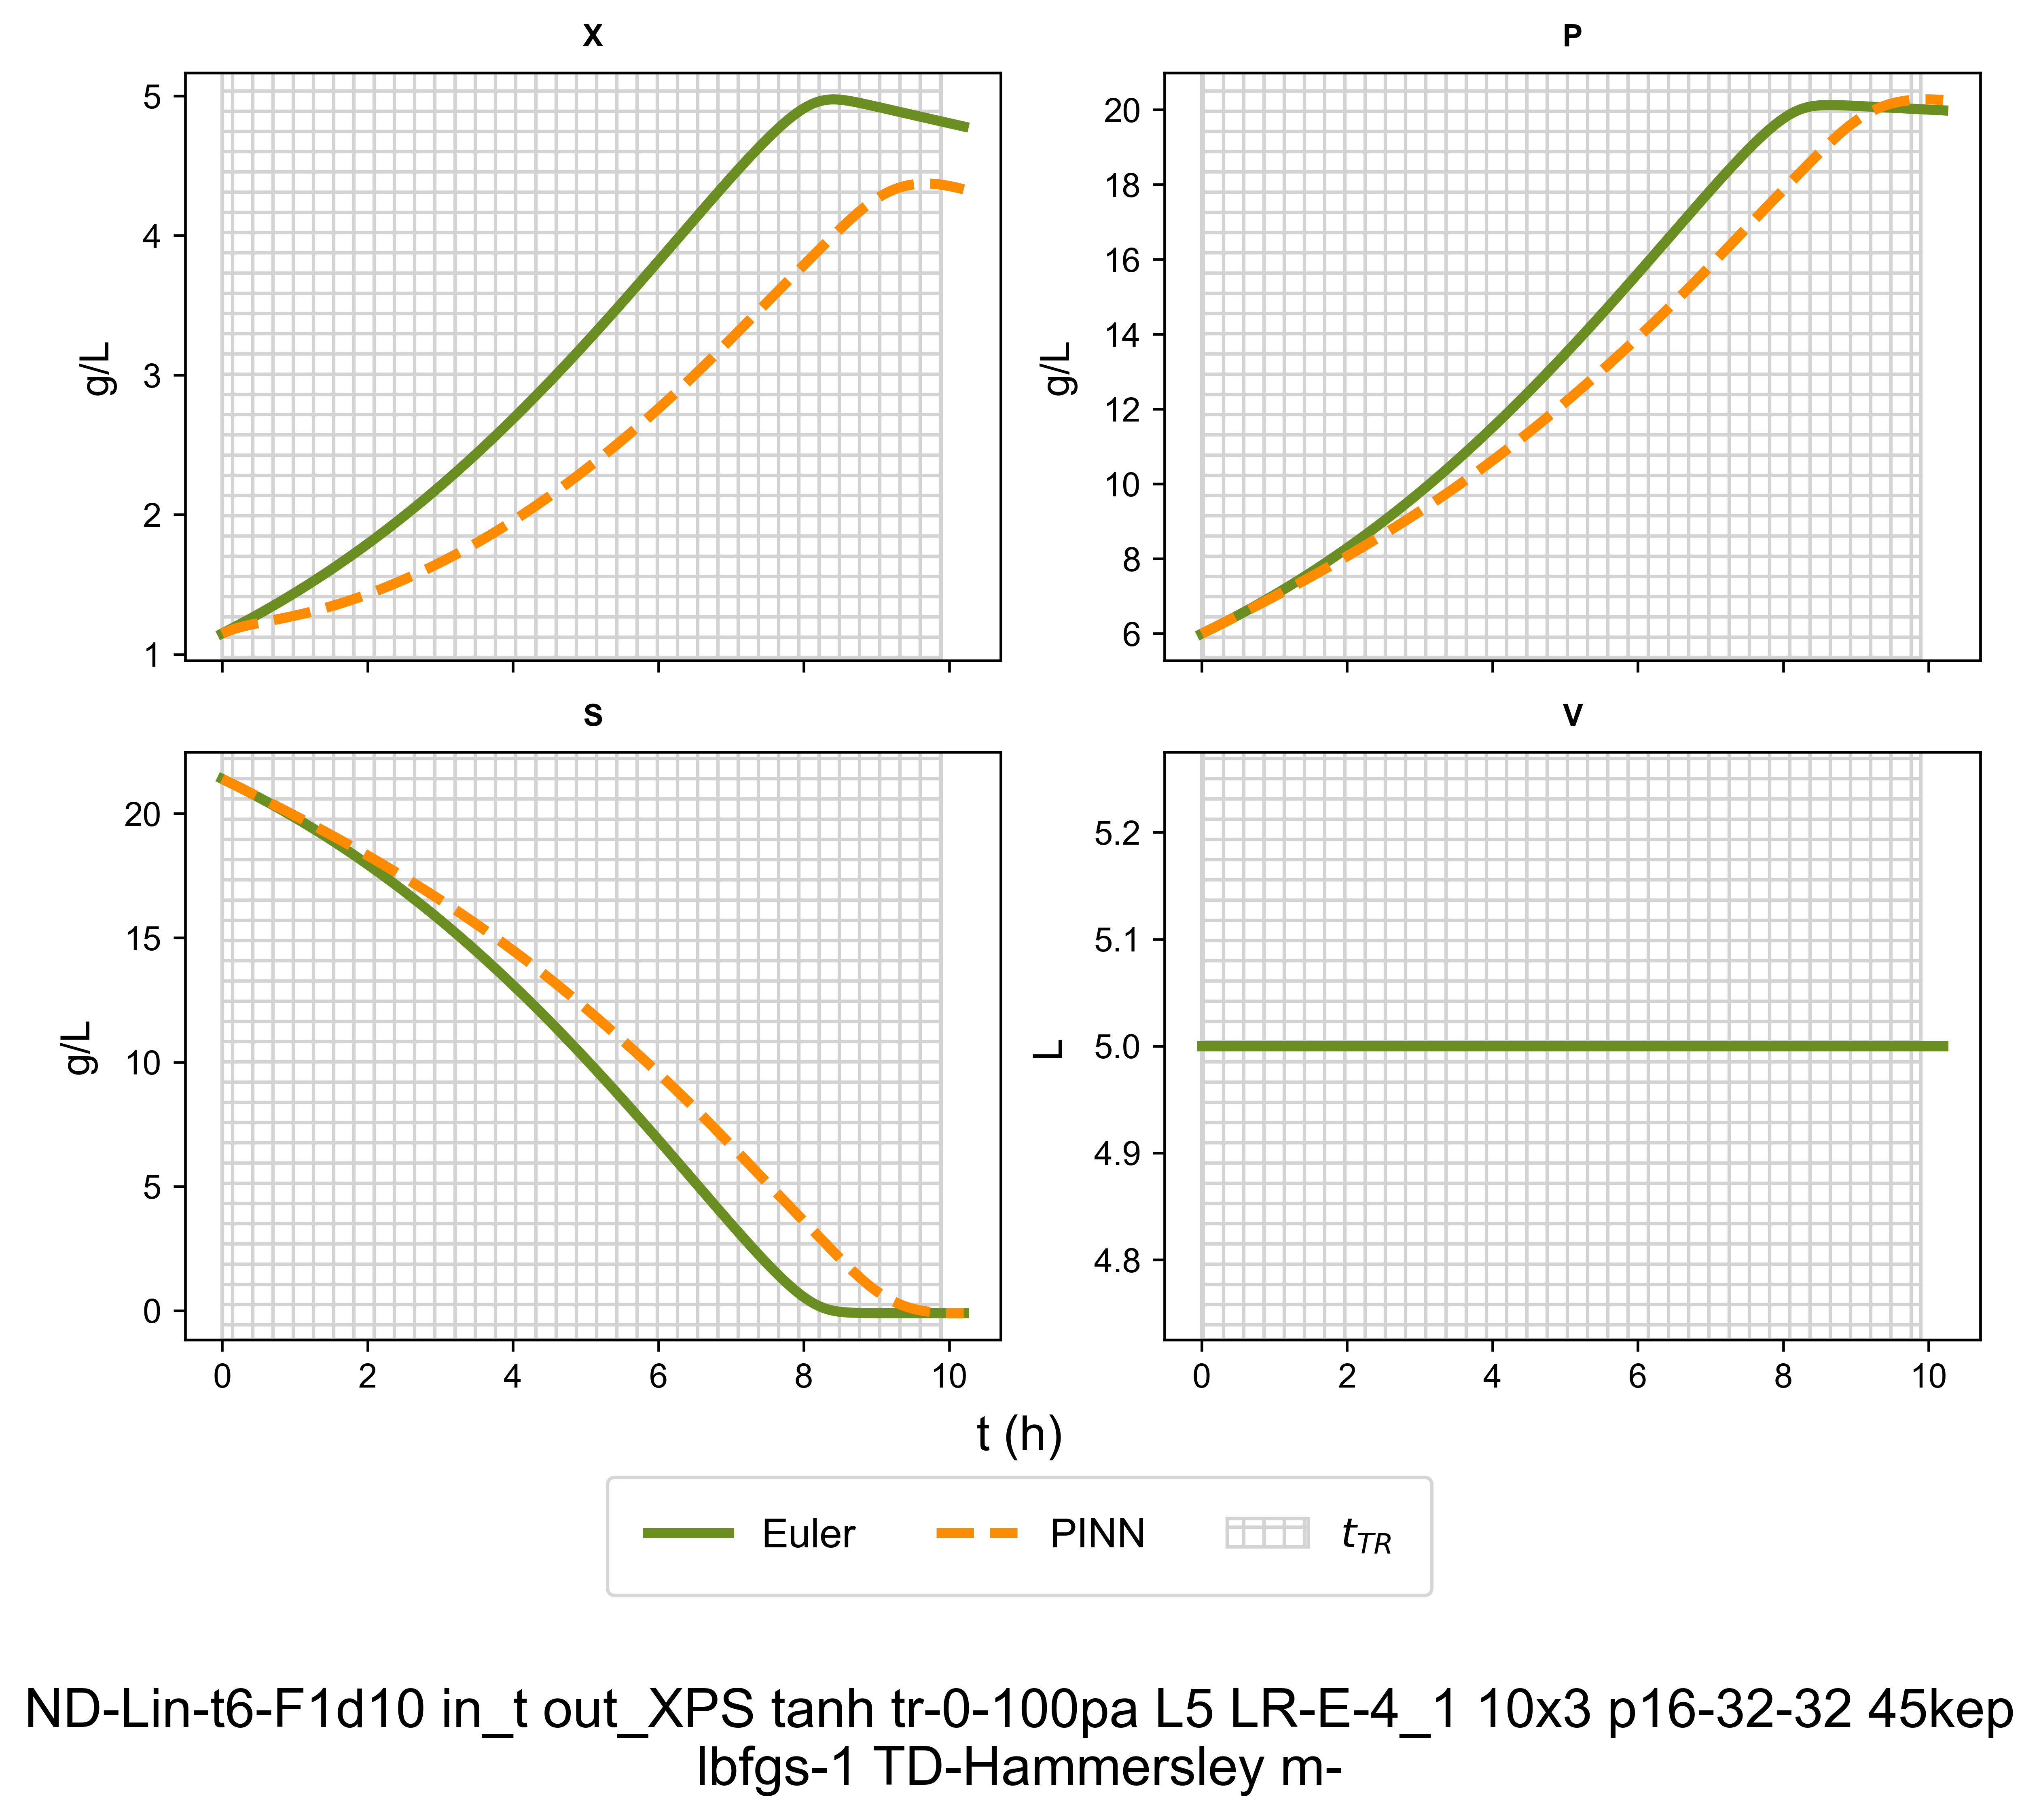 X
5
4
3
2
1
g/L
P
20
18
16
14
12
10
8
6
g/L
S
20
15
10
5
0
g/L
0 2 4 6 8 10
V
5.2
5.1
5.0
4.9
4.8
L
0 2 4 6 8 10
t (h)
Euler PINN t_TR
ND-Lin-t6-F1d10 in_t out_XPS tanh tr-0-100pa L5 LR-E-4_1 10x3 p16-32-32 45kep
lbfgs-1 TD-Hammersley m-